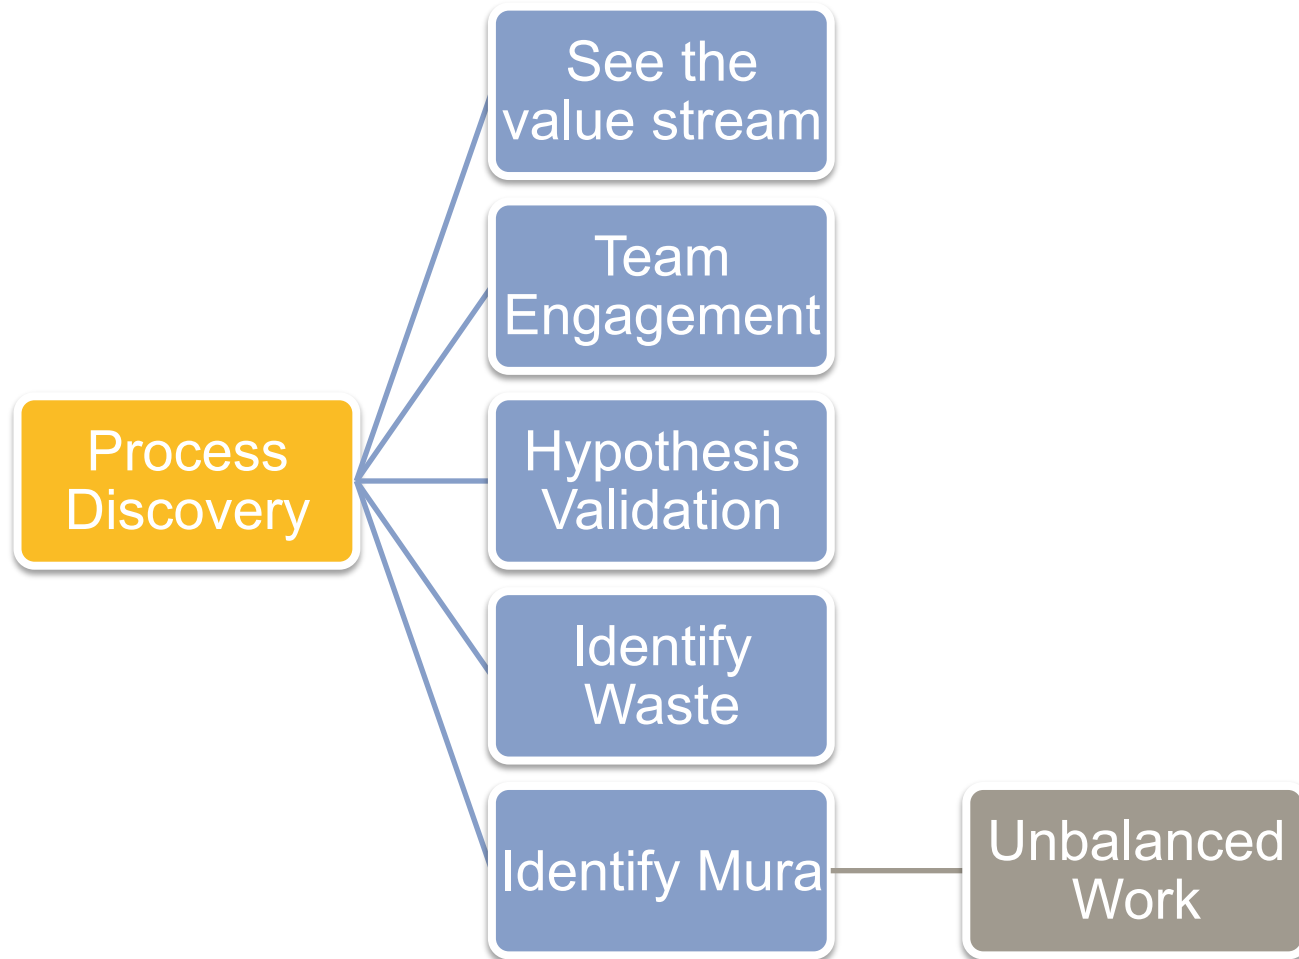 See the
value stream
Team
Engagement
Process
Discovery
Hypothesis
Validation
Identify
Waste
Identify Mura
Unbalanced
Work